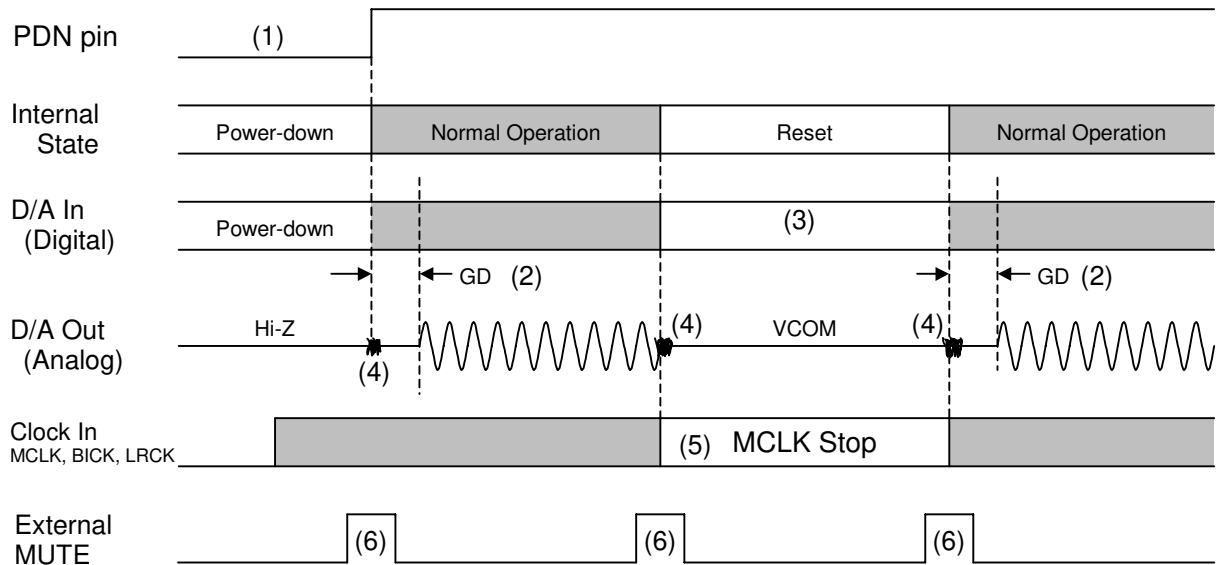 PDN pin
(1)
Internal
State
Power-down
Normal Operation
Reset
Normal Operation
D/A In
(Digital)
Power-down
(3)
GD (2)
GD (2)
D/A Out
(Analog)
Hi-Z
(4)
(4)
VCOM
(4)
Clock In
MCLK, BICK, LRCK
(5) MCLK Stop
External
MUTE
(6)
(6)
(6)